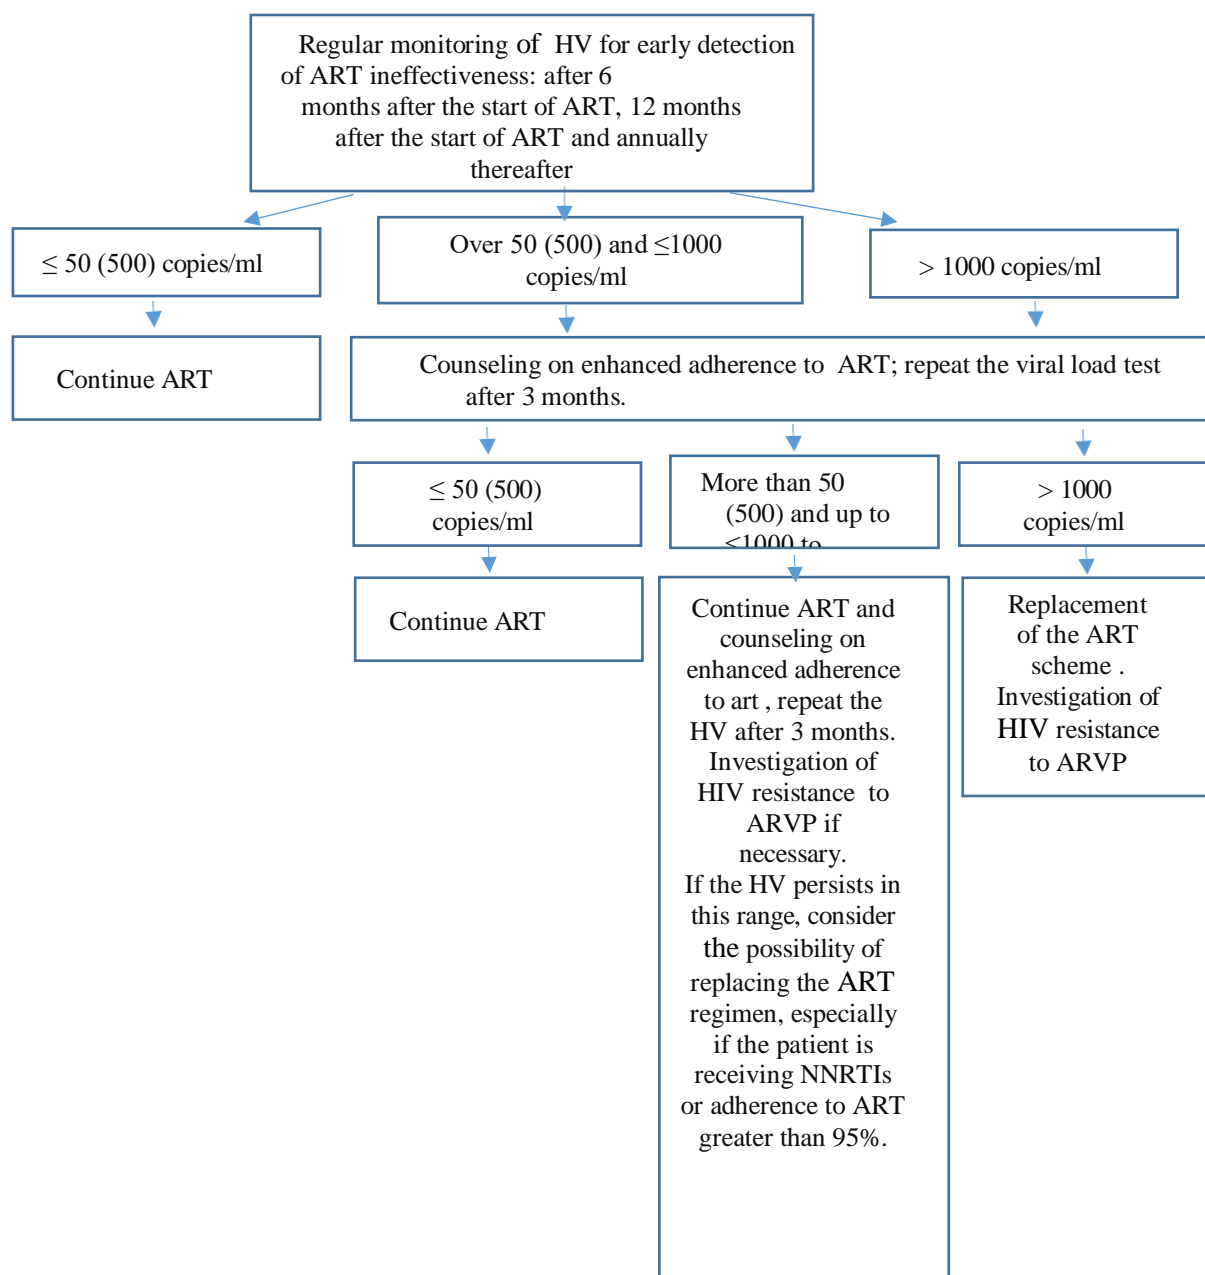 Regular monitoring of HV for early detection
of ART ineffectiveness: after 6
months after the start of ART, 12 months
after the start of ART and annually
thereafter
≤ 50 (500) copies/ml
Over 50 (500) and ≤1000
copies/ml
> 1000 copies/ml
Continue ART
Counseling on enhanced adherence to ART; repeat the viral load test
after 3 months.
≤ 50 (500)
copies/ml
More than 50
(500) and up to
≤1000 to
> 1000
copies/ml
Continue ART
Continue ART and
counseling on
enhanced adherence
to art , repeat the
HV after 3 months.
Investigation of
HIV resistance to
ARVP if
necessary.
If the HV persists in
this range, consider
the possibility of
replacing the ART
regimen, especially
if the patient is
receiving NNRTIs
or adherence to ART
greater than 95%.
Replacement
of the ART
scheme .
Investigation of
HIV resistance
to ARVP